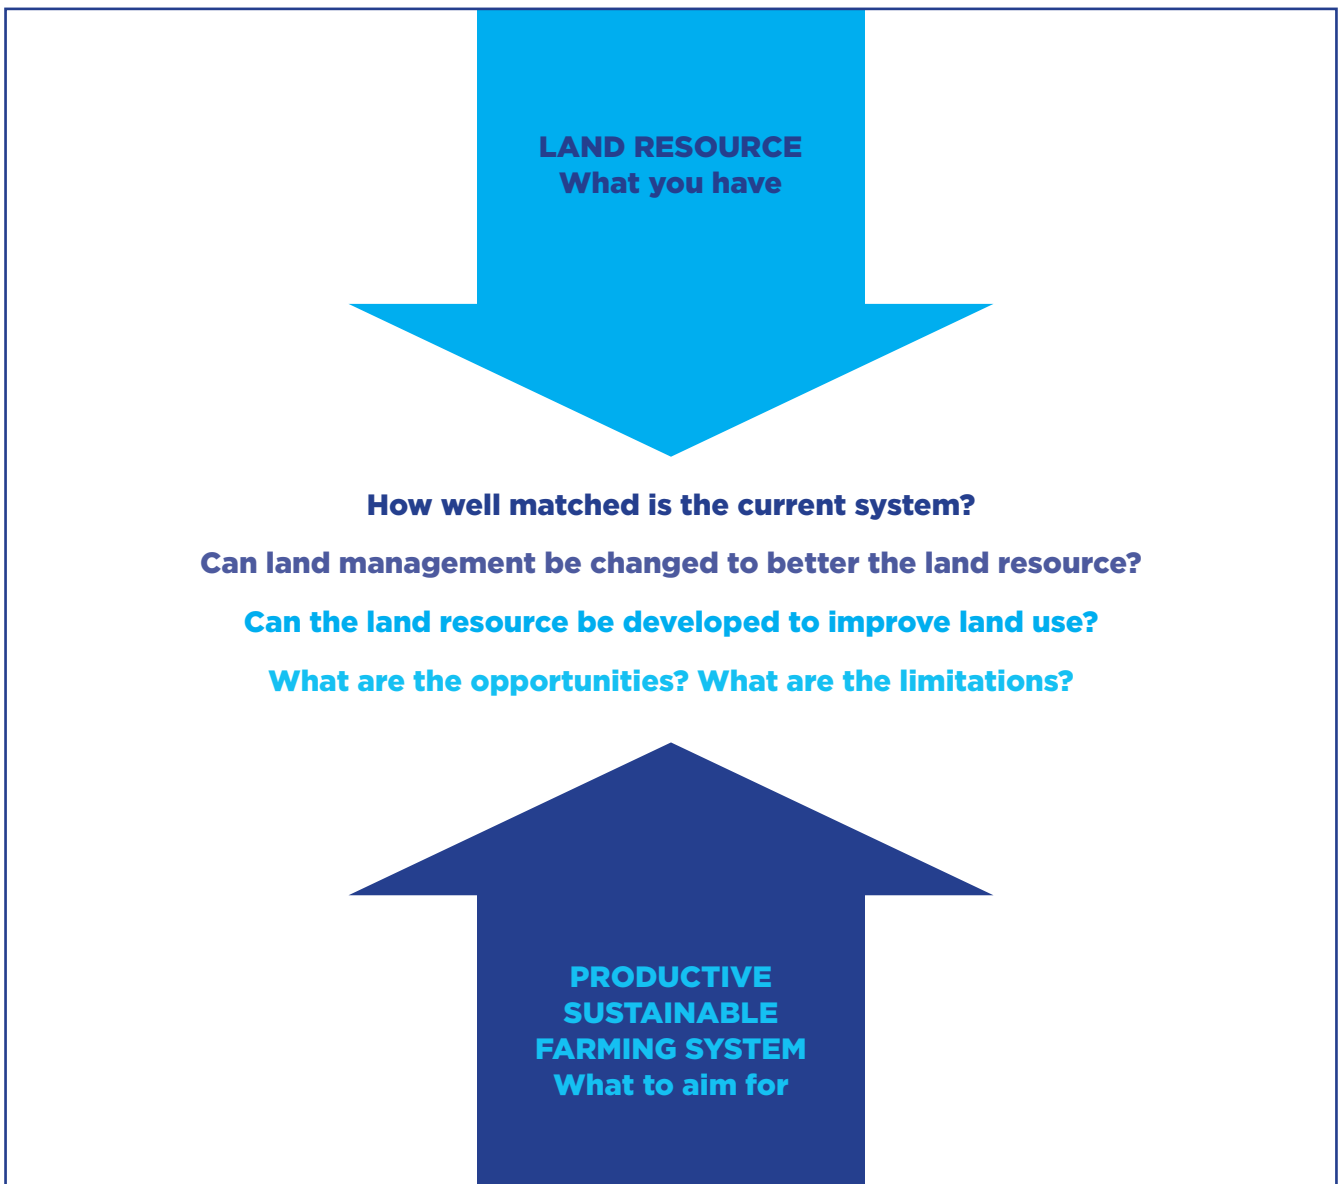 LAND RESOURCE
What you have
How well matched is the current system?
Can land management be changed to better the land resource?
Can the land resource be developed to improve land use?
What are the opportunities? What are the limitations?
PRODUCTIVE
SUSTAINABLE
FARMING SYSTEM
What to aim for